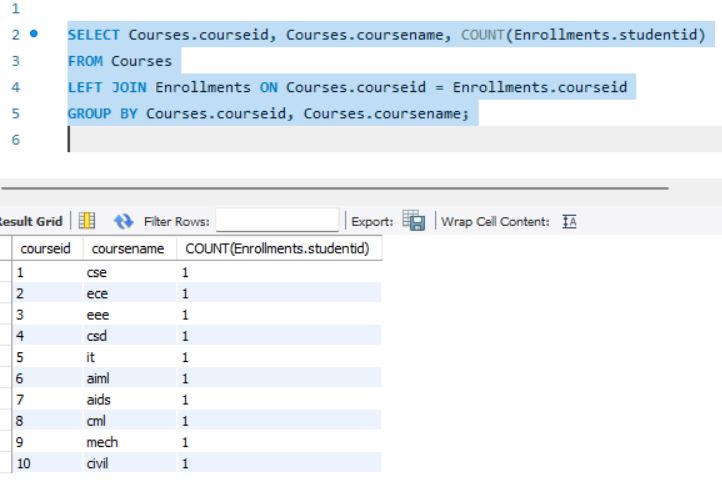 1
2 SELECT Courses.courseid, Courses.coursename, COUNT(Enrollments.studentid)
3 FROM Courses
4 LEFT JOIN Enrollments ON Courses.courseid = Enrollments.courseid
5 GROUP BY Courses.courseid, Courses.coursename;
6
Result Grid Filter Rows: Export: Wrap Cell Content: IA
courseid coursename COUNT(Enrollments.studentid)
1 cse 1
2 ece 1
3 eee 1
4 csd 1
5 it 1
6 aiml 1
7 aids 1
8 cml 1
9 mech 1
10 civil 1